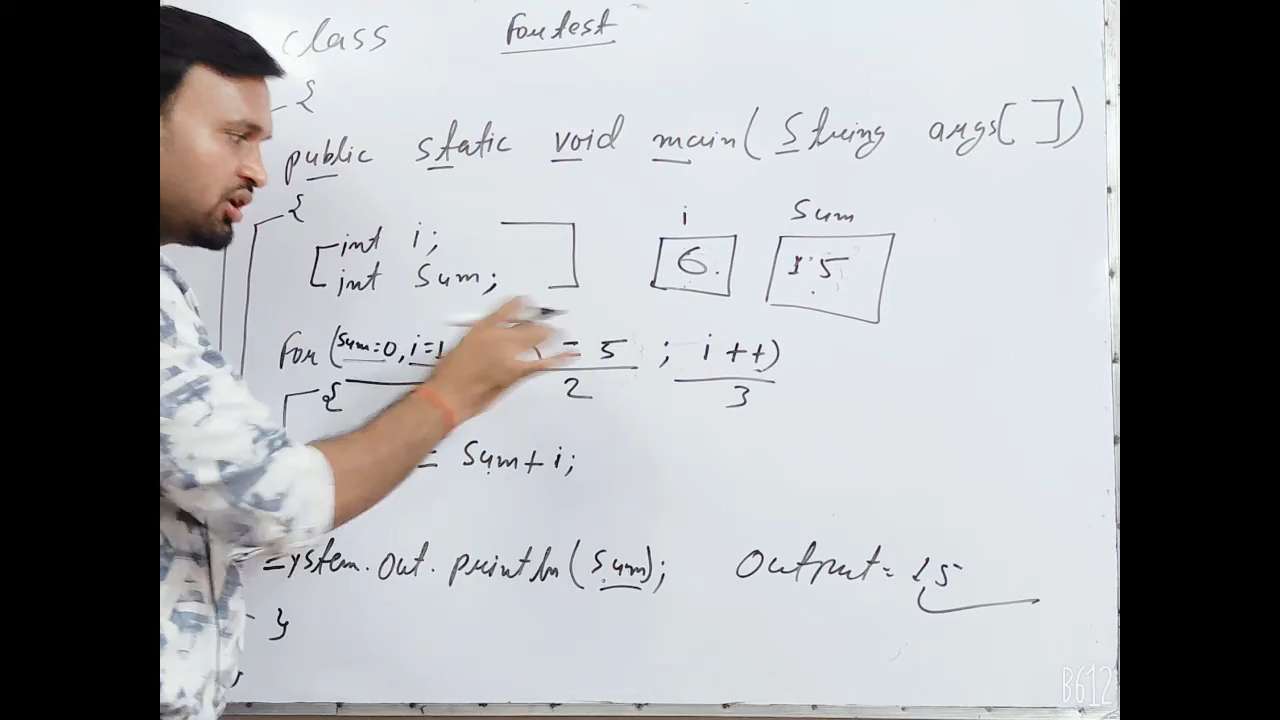 class Fortest
{
public static void main( String args[ ])
{
int i; i Sum
int Sum; 6. 15
for (Sum=0, i=1 = 5 ; i ++)
{ 2 3
= Sum+ i;
ystem.out.println(Sum); Output= 15
}
B612